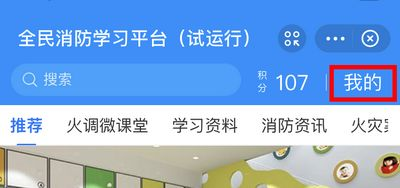 全民消防学习平台（试运行）
搜索
积分 107
我的
推荐 火调微课堂 学习资料 消防资讯 火灾